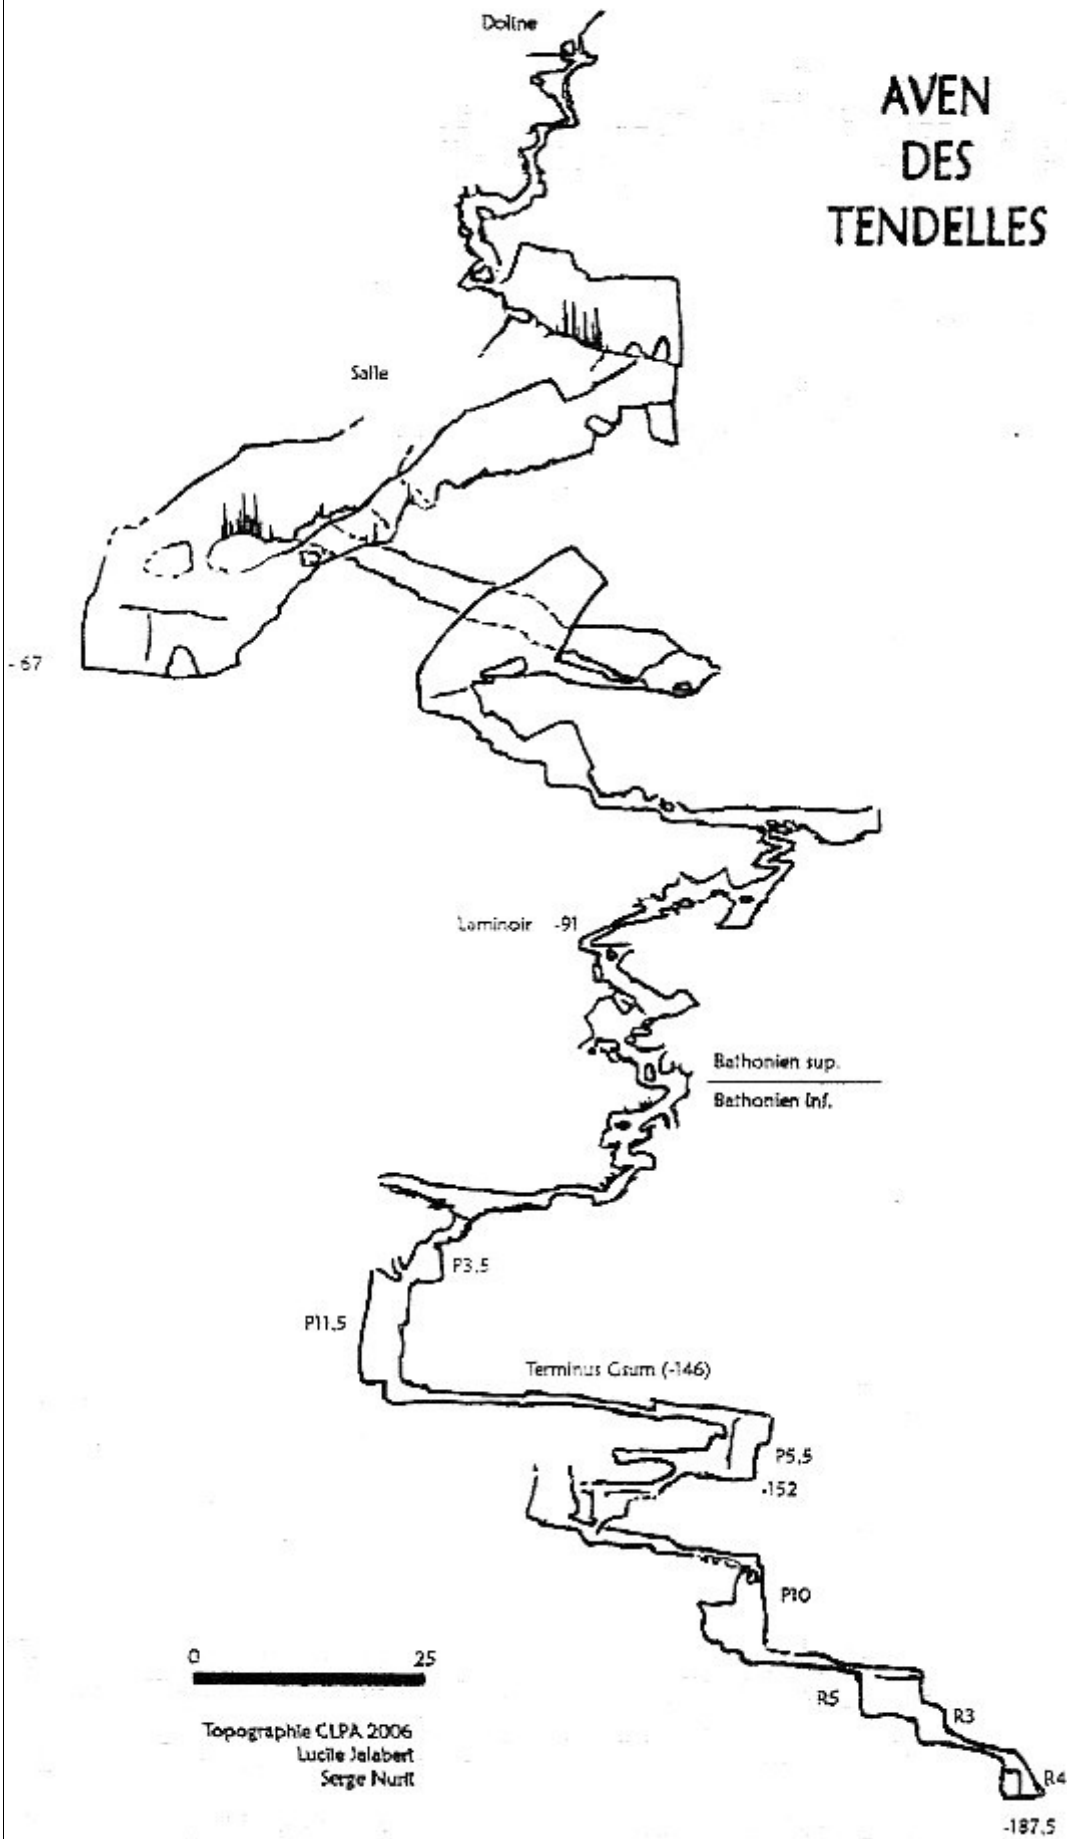 Doline
AVEN
DES
TENDELLES
Salle
-67
Laminoir -91
Bathonien sup.
Bathonien inf.
P3,5
P11,5
Terminus Gsum (-146)
P5,5
-152
P10
0 25
R5
R3
Topographie CLPA 2006
Lucile Jalabert
Serge Nurit
R4
-187,5